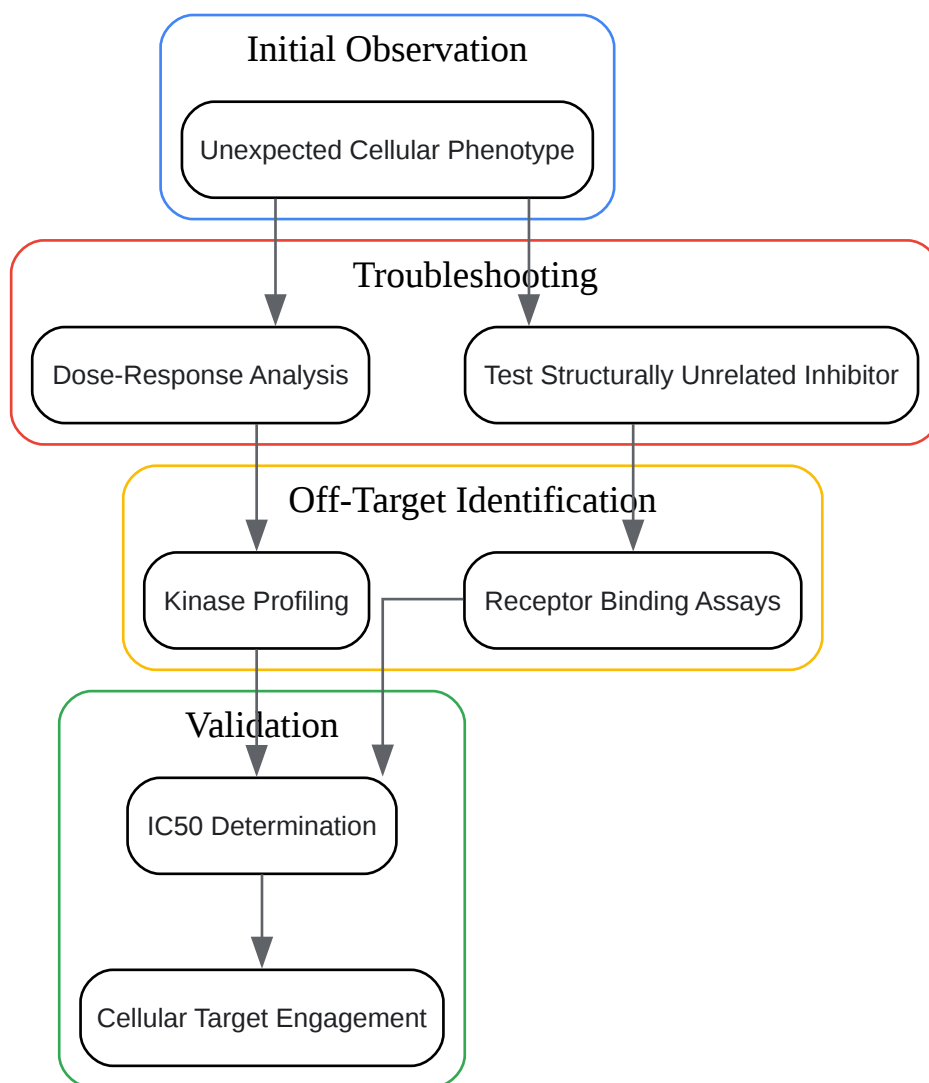 Initial Observation
Unexpected Cellular Phenotype
Troubleshooting
Dose-Response Analysis
Test Structurally Unrelated Inhibitor
Off-Target Identification
Kinase Profiling
Receptor Binding Assays
Validation
IC50 Determination
Cellular Target Engagement